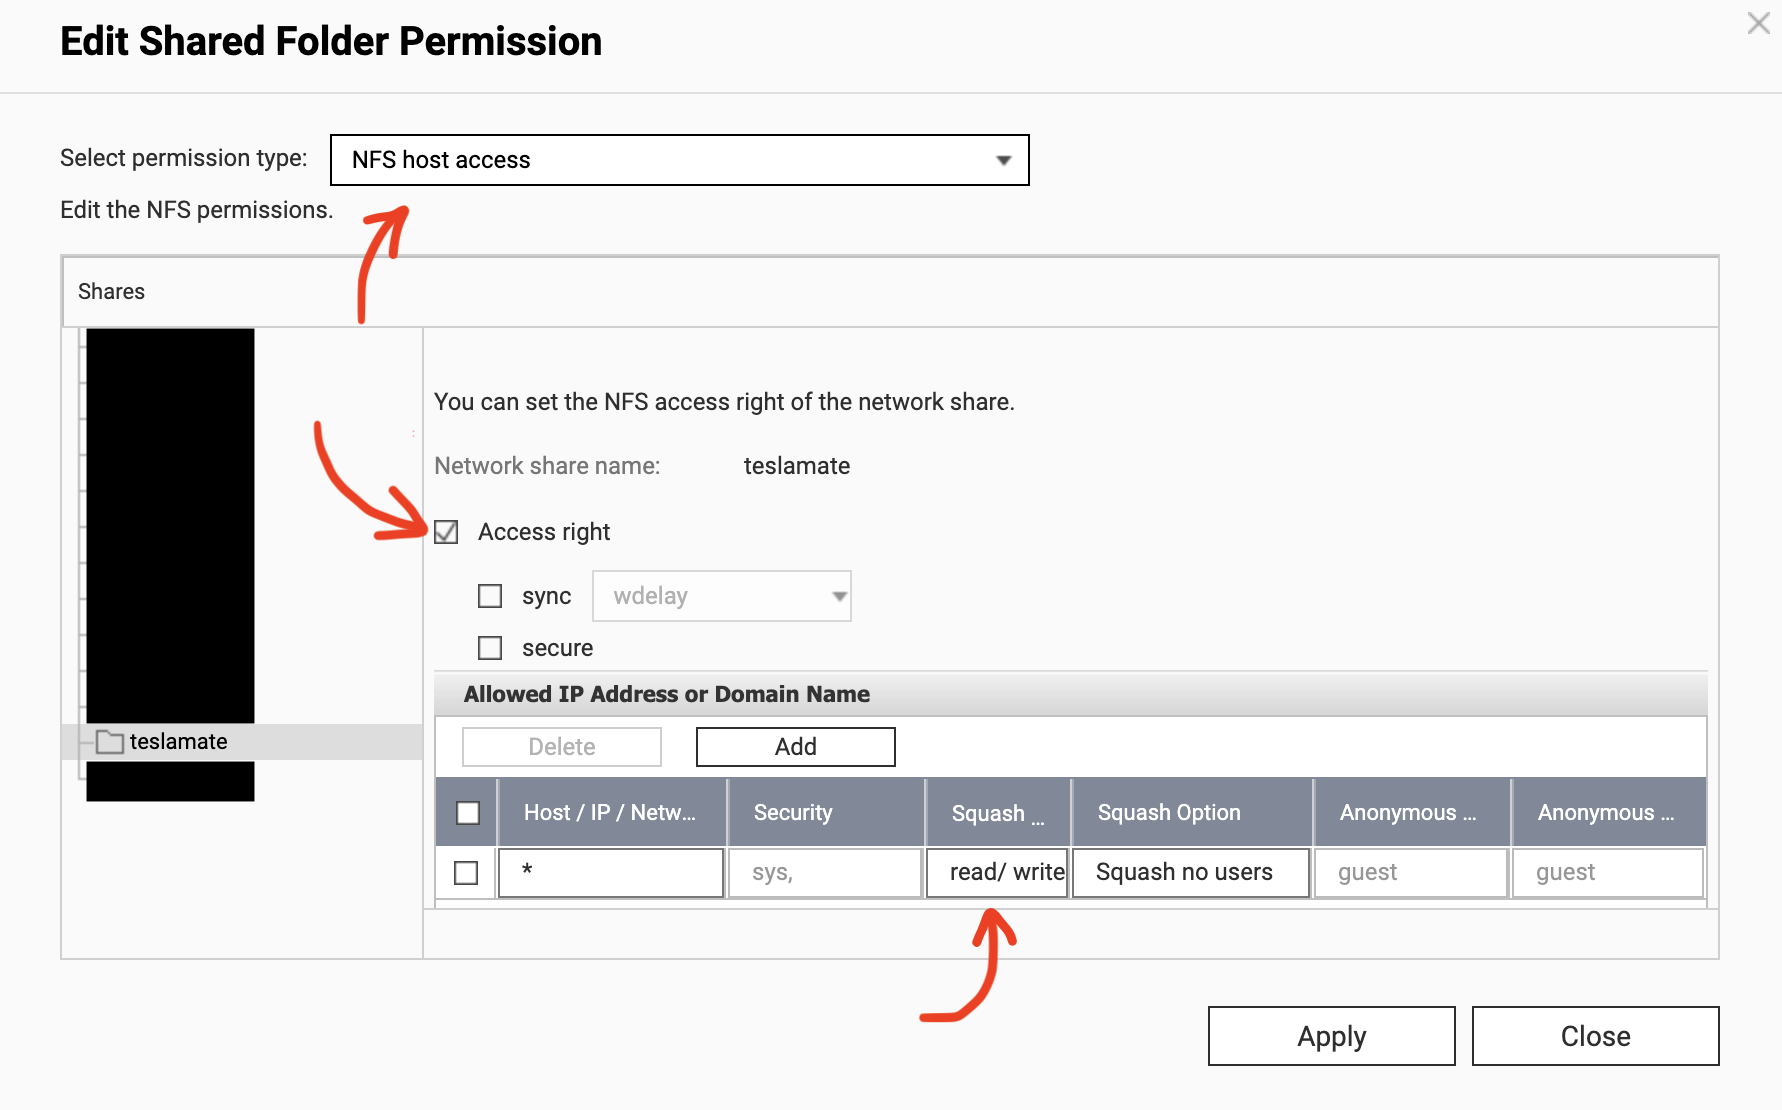 Edit Shared Folder Permission
Select permission type: NFS host access
Edit the NFS permissions.
Shares
teslamate
You can set the NFS access right of the network share.
Network share name: teslamate
Access right
sync wdelay
secure
Allowed IP Address or Domain Name
Delete Add
Host / IP / Netw... Security Squash ... Squash Option Anonymous ... Anonymous ...
* sys, read/ write Squash no users guest guest
Apply Close